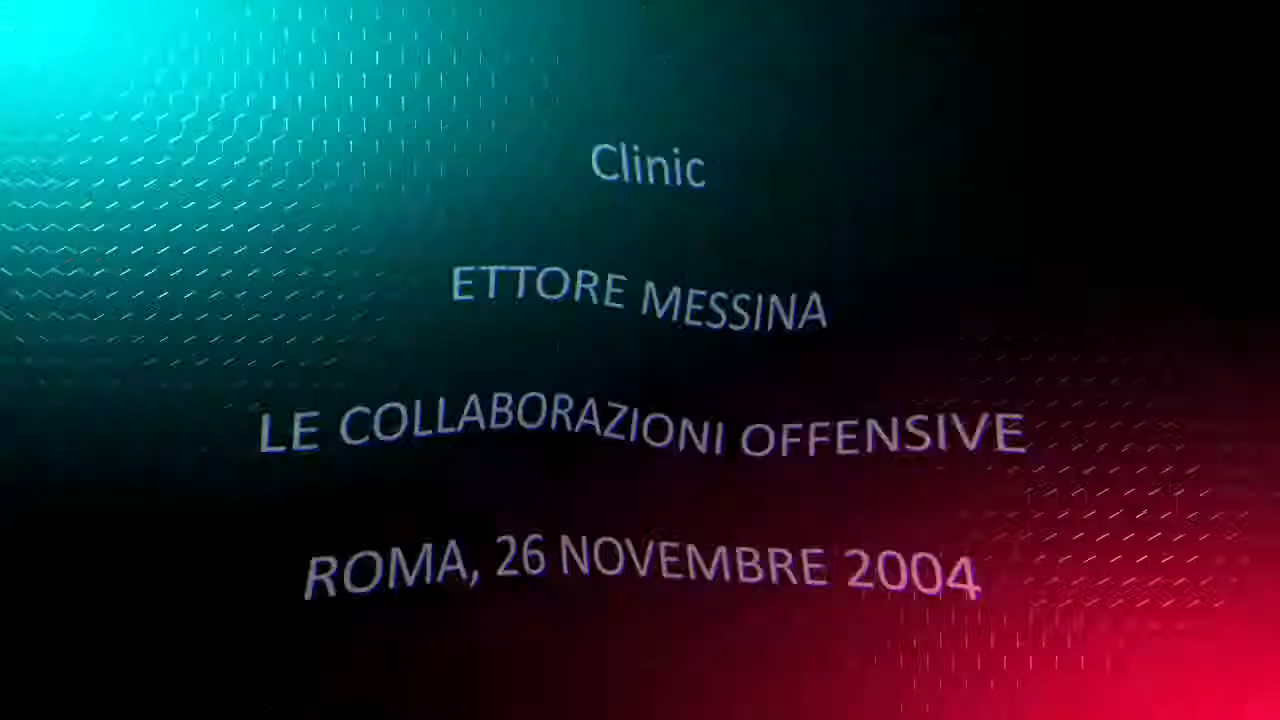 Clinic
ETTORE MESSINA
LE COLLABORAZIONI OFFENSIVE
ROMA, 26 NOVEMBRE 2004